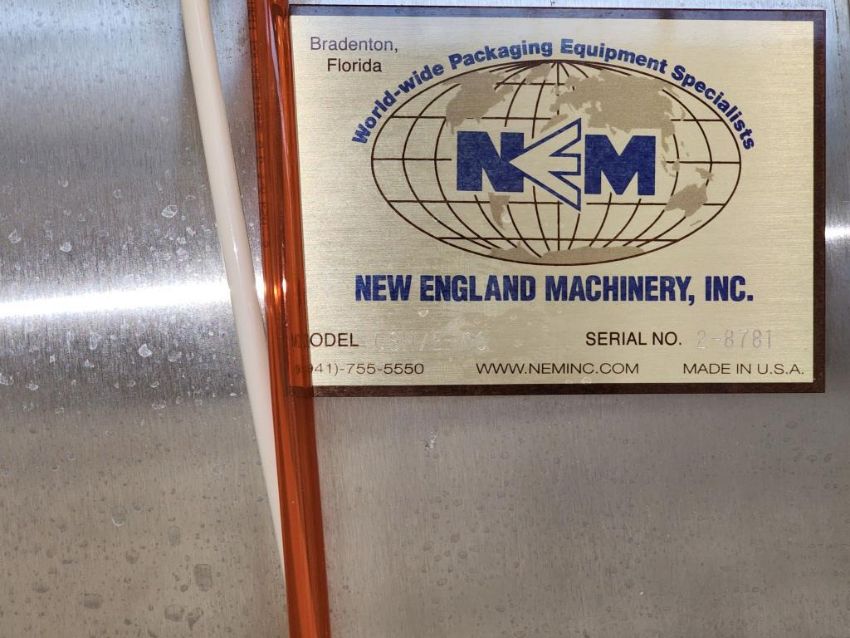 Bradenton,
Florida
World-wide Packaging Equipment Specialists
NEM
NEW ENGLAND MACHINERY, INC.
MODEL SERIAL NO. 2-8781
(941)-755-5550 WWW.NEMINC.COM MADE IN U.S.A.